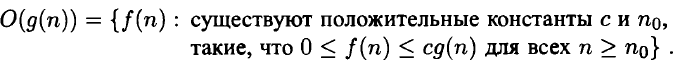 O(g(n)) = {f(n) : существуют положительные константы c и n₀,
такие, что 0 ≤ f(n) ≤ cg(n) для всех n ≥ n₀} .